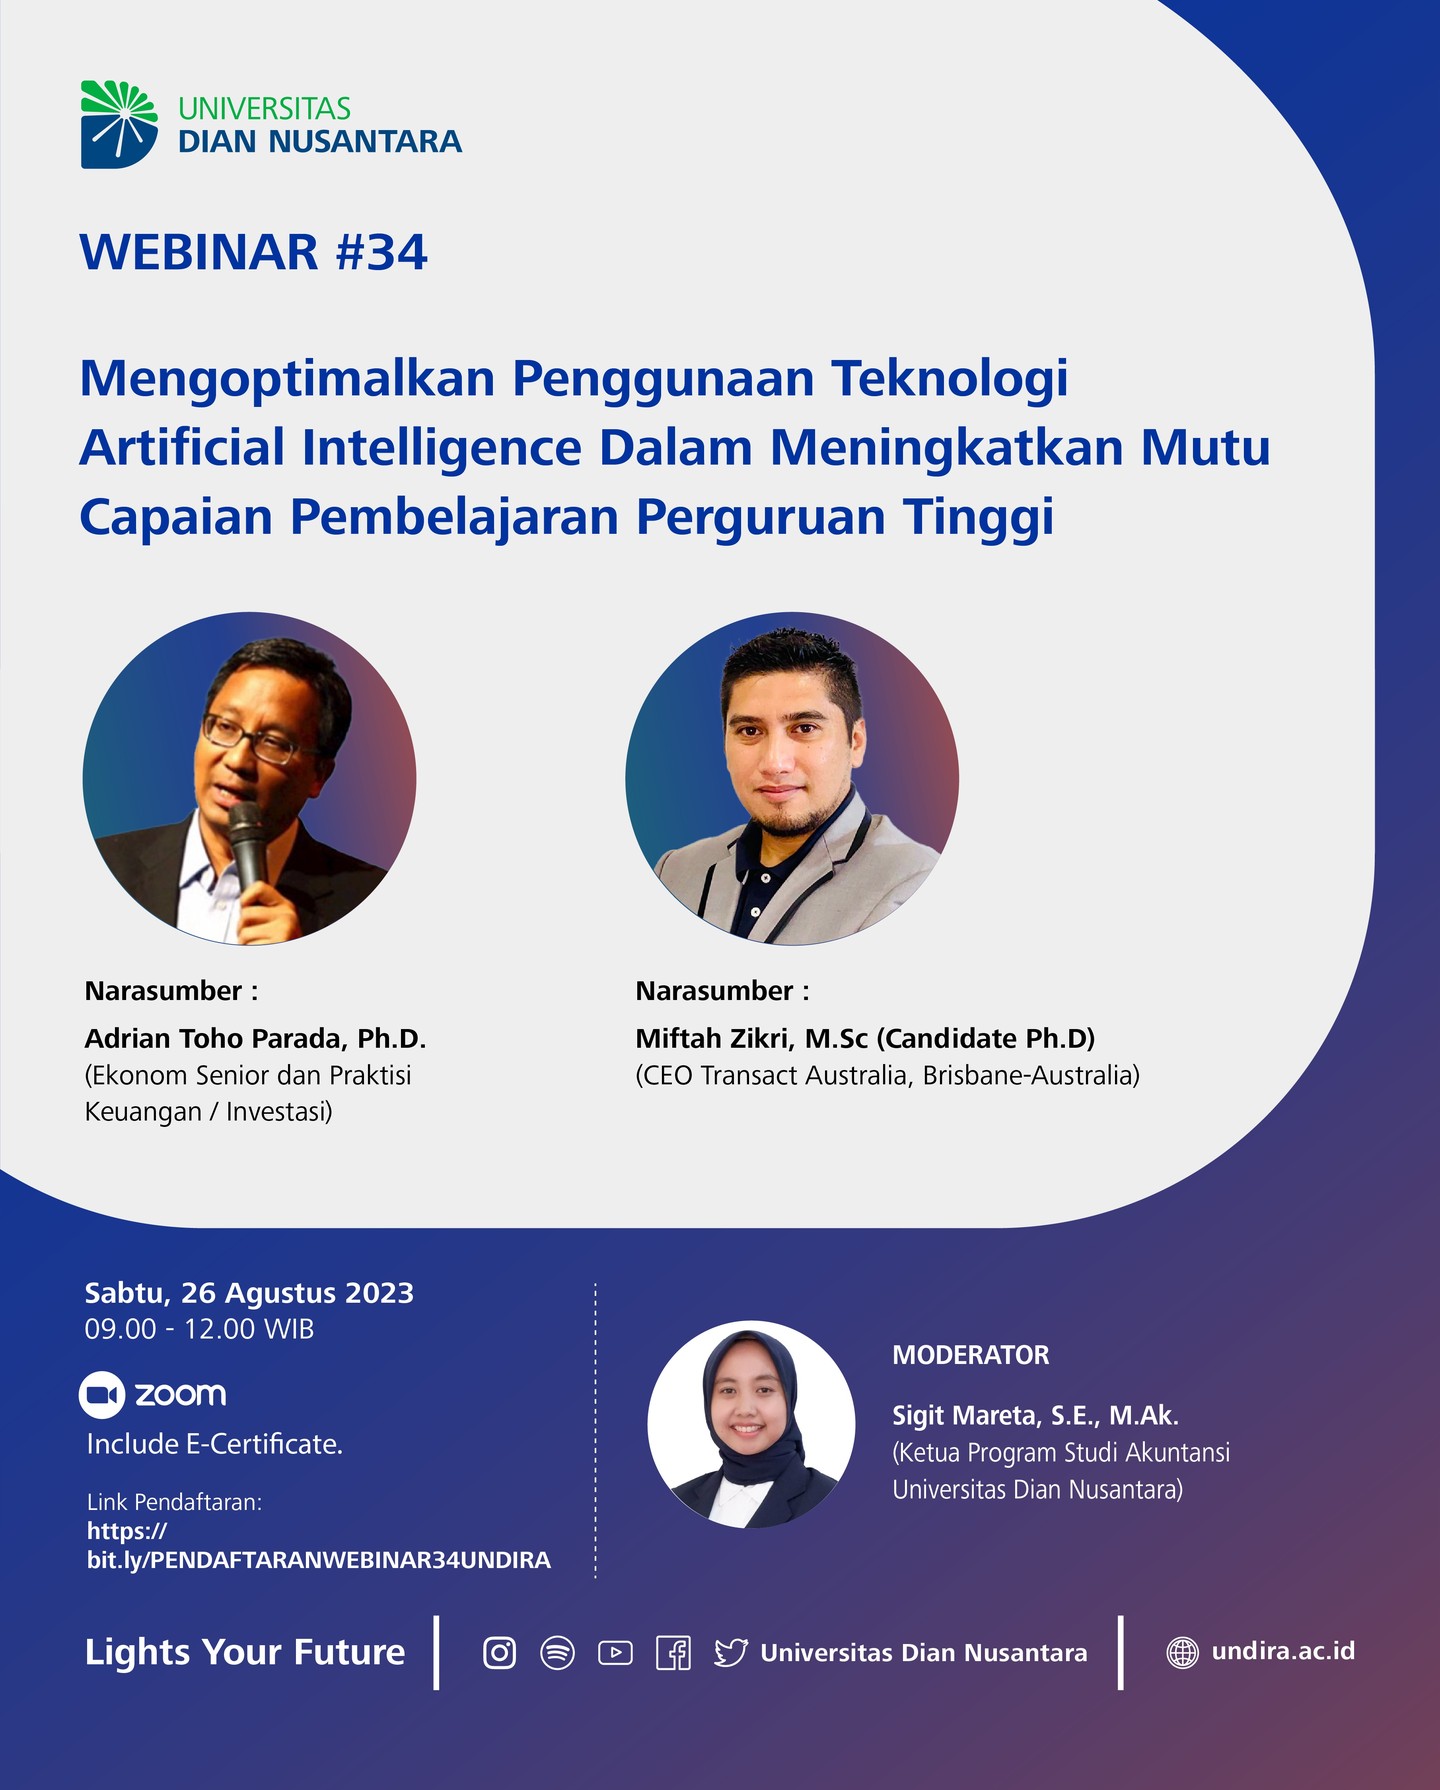 UNIVERSITAS
DIAN NUSANTARA
WEBINAR #34
Mengoptimalkan Penggunaan Teknologi
Artificial Intelligence Dalam Meningkatkan Mutu
Capaian Pembelajaran Perguruan Tinggi
Narasumber :
Adrian Toho Parada, Ph.D.
(Ekonom Senior dan Praktisi
Keuangan / Investasi)
Narasumber :
Miftah Zikri, M.Sc (Candidate Ph.D)
(CEO Transact Australia, Brisbane-Australia)
Sabtu, 26 Agustus 2023
09.00 - 12.00 WIB
zoom
Include E-Certificate.
Link Pendaftaran:
https://
bit.ly/PENDAFTARANWEBINAR34UNDIRA
MODERATOR
Sigit Mareta, S.E., M.Ak.
(Ketua Program Studi Akuntansi
Universitas Dian Nusantara)
Lights Your Future
Universitas Dian Nusantara
undira.ac.id